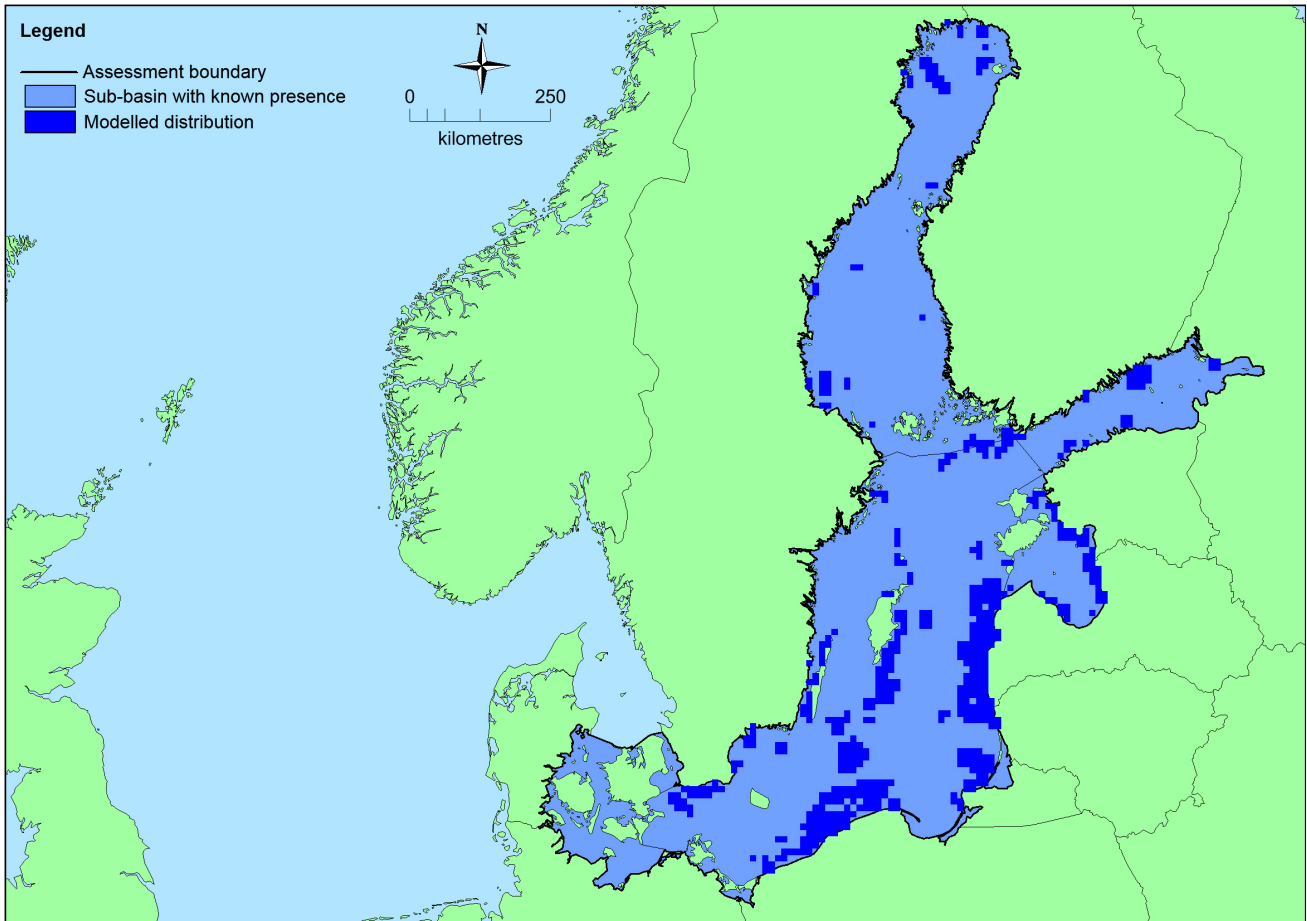 Legend
Assessment boundary
Sub-basin with known presence
Modelled distribution
N
0 250
kilometres